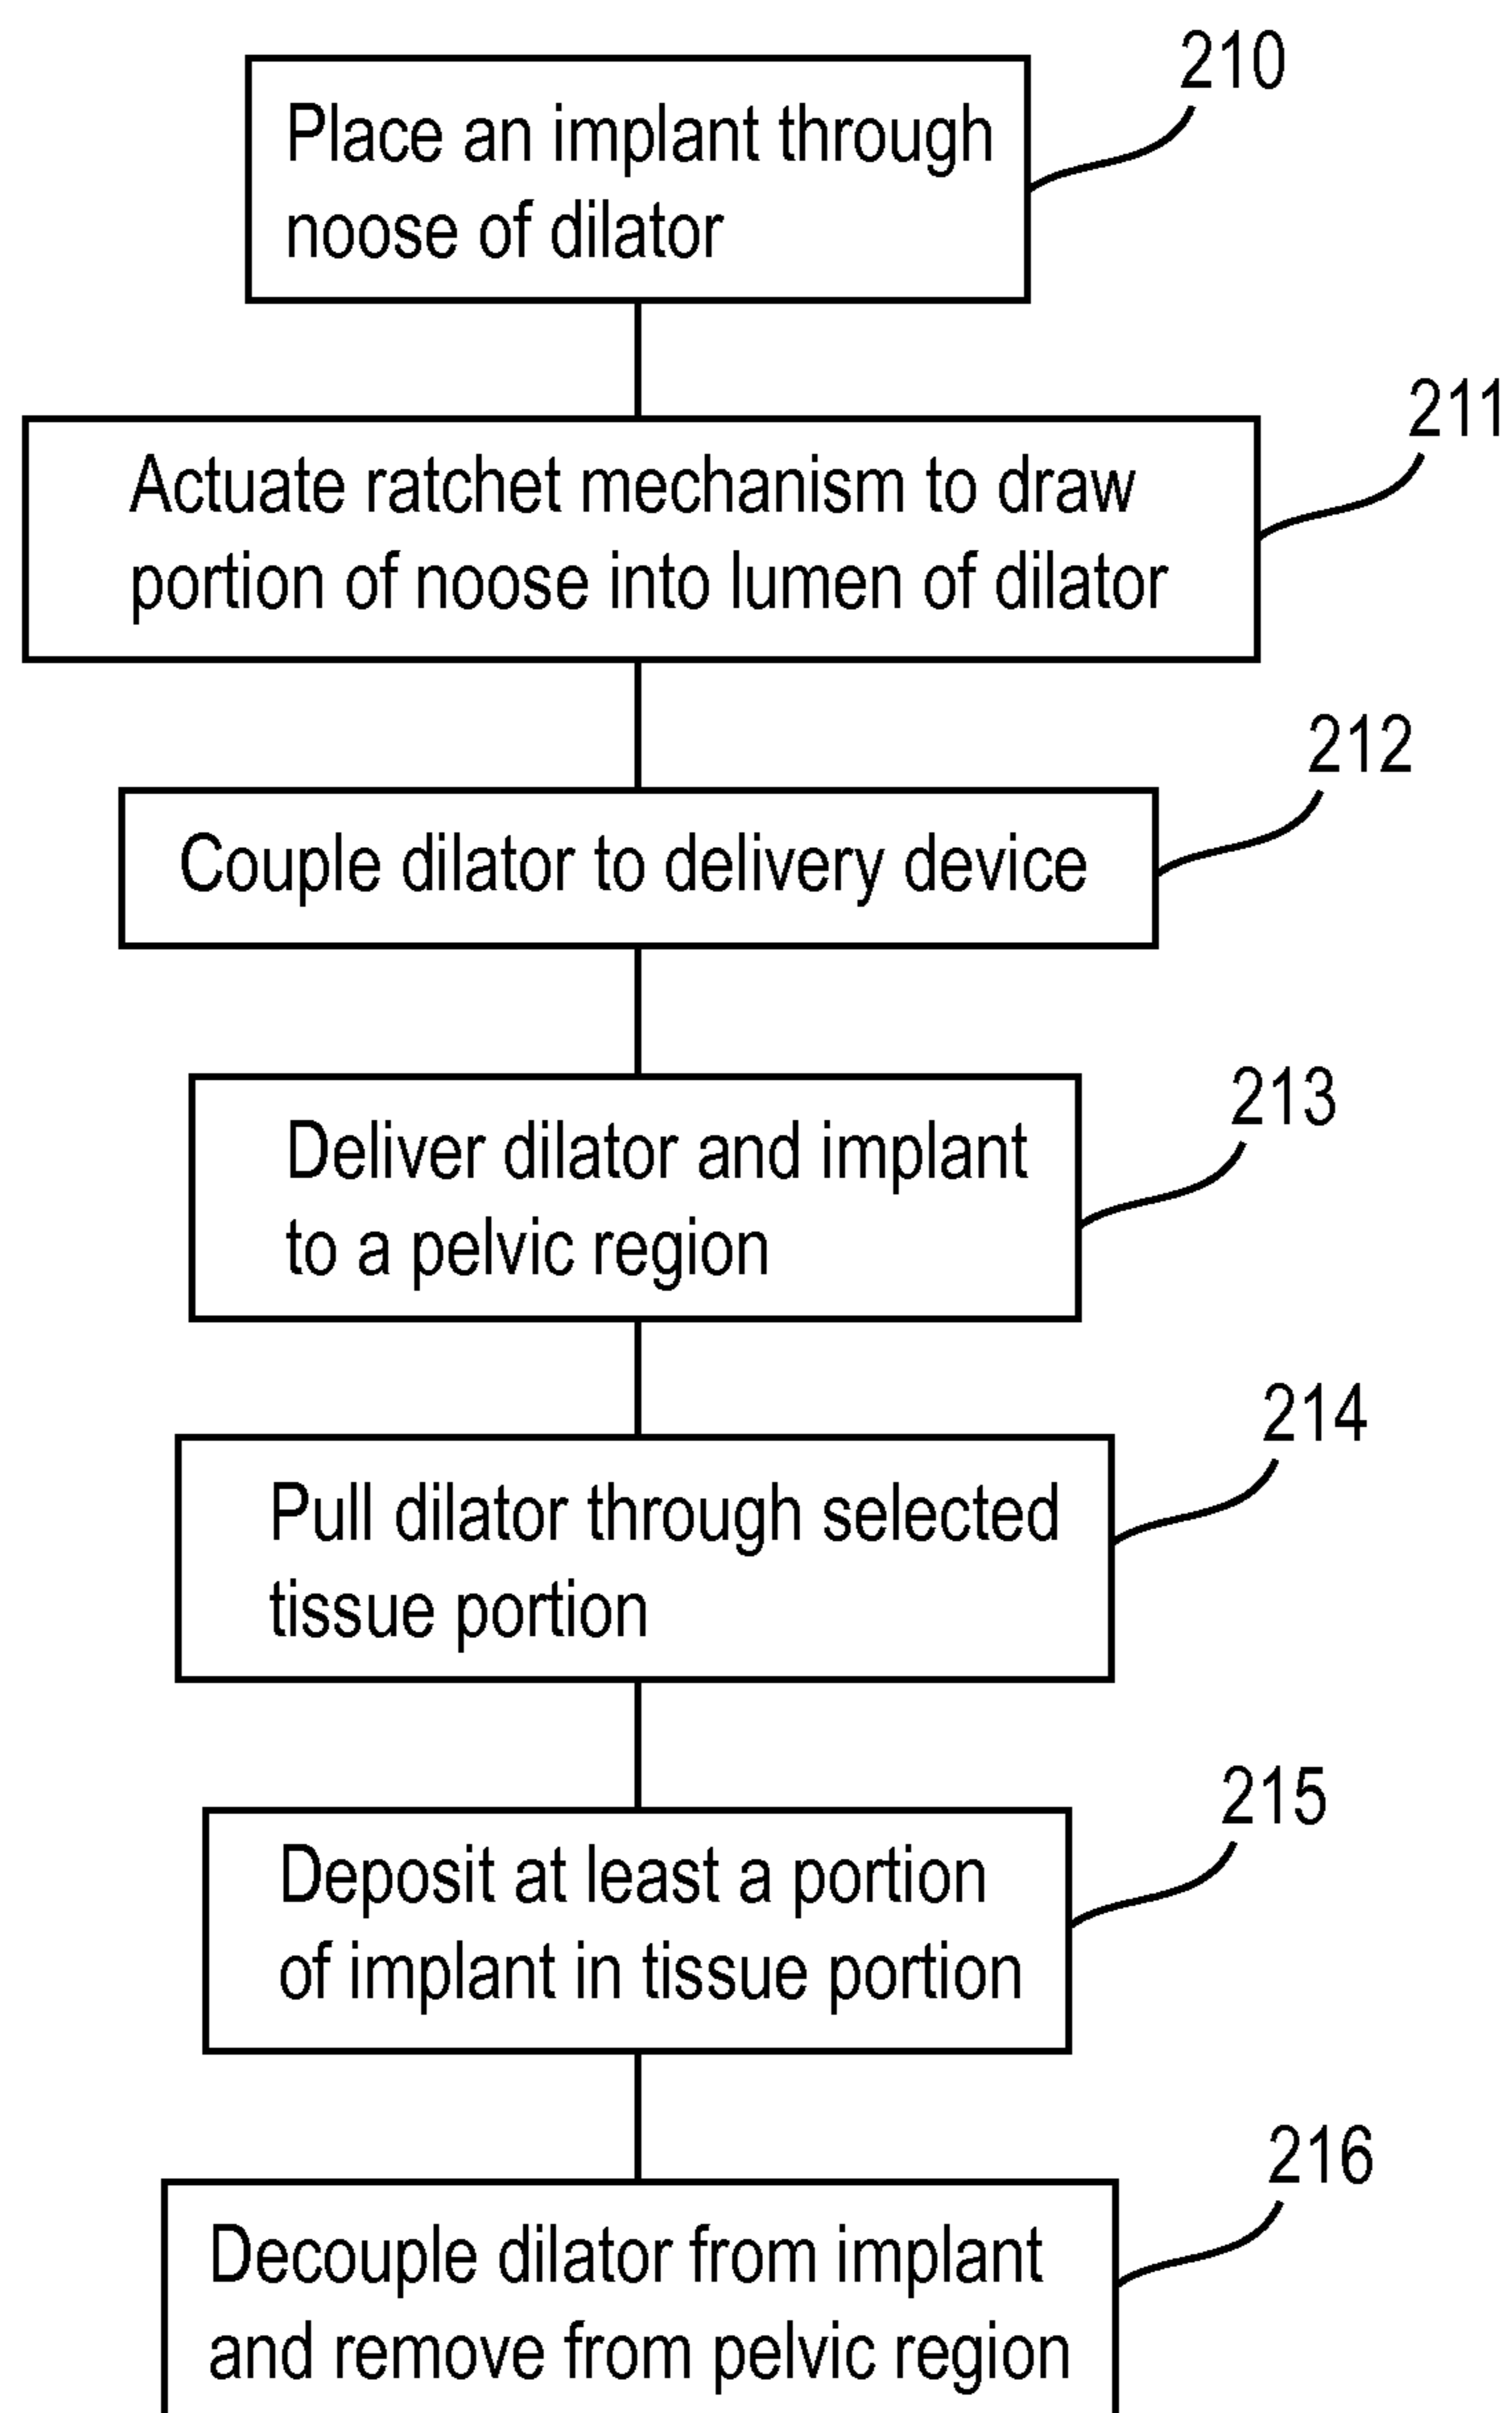 210
Place an implant through
noose of dilator
211
Actuate ratchet mechanism to draw
portion of noose into lumen of dilator
212
Couple dilator to delivery device
213
Deliver dilator and implant
to a pelvic region
214
Pull dilator through selected
tissue portion
215
Deposit at least a portion
of implant in tissue portion
216
Decouple dilator from implant
and remove from pelvic region